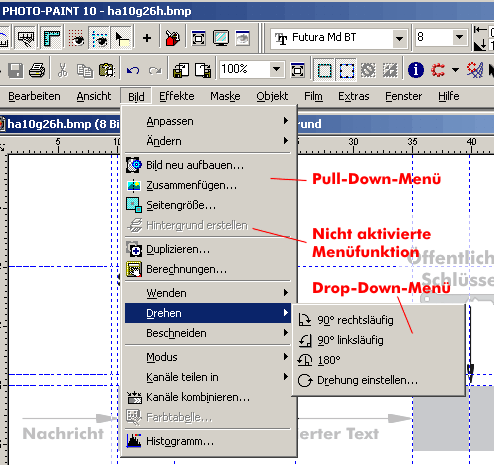 PHOTO-PAINT 10 - ha10g26h.bmp
Futura Md BT
8
100%
Bearbeiten Ansicht Bild Effekte Maske Objekt Film Extras Fenster Hilfe
ha10g26h.bmp (8 Bi
rund
5 10 30 35 40
Anpassen
Ändern
Bild neu aufbauen...
Zusammenfügen...
Seitengröße...
Hintergrund erstellen
Duplizieren...
Berechnungen...
Wenden
Drehen
Beschneiden
Modus
Kanäle teilen in
Kanäle kombinieren...
Farbtabelle...
Histogramm...
Pull-Down-Menü
Nicht aktivierte
Menüfunktion
Öffentlich
Schlüsse
Drop-Down-Menü
90° rechtsläufig
90° linksläufig
180°
Drehung einstellen...
Nachricht
erter Text